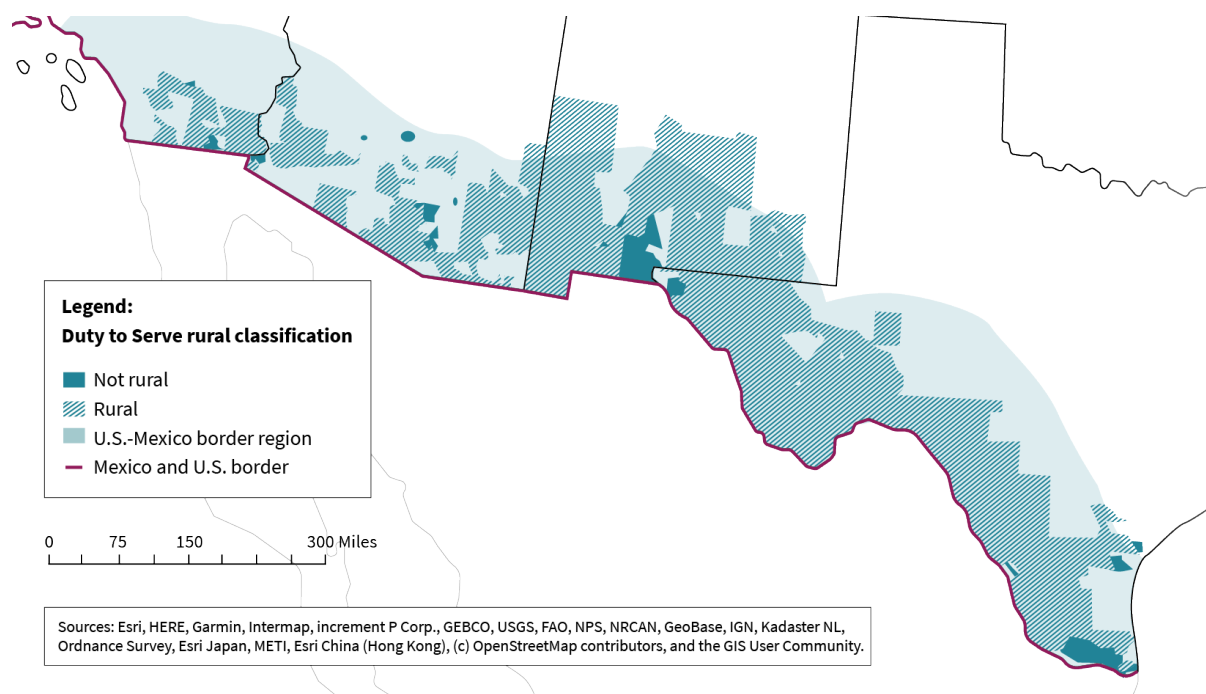 Legend:
Duty to Serve rural classification
Not rural
Rural
U.S.-Mexico border region
Mexico and U.S. border
0 75 150 300 Miles
Sources: Esri, HERE, Garmin, Intermap, increment P Corp., GEBCO, USGS, FAO, NPS, NRCAN, GeoBase, IGN, Kadaster NL,
Ordnance Survey, Esri Japan, METI, Esri China (Hong Kong), (c) OpenStreetMap contributors, and the GIS User Community.